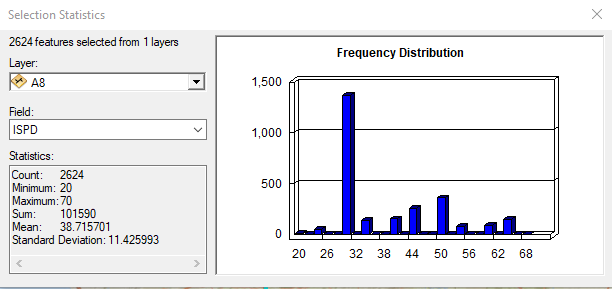 Selection Statistics
2624 features selected from 1 layers
Layer:
A8
Field:
ISPD
Statistics:
Count: 2624
Minimum: 20
Maximum: 70
Sum: 101590
Mean: 38.715701
Standard Deviation: 11.425993
Frequency Distribution
1,500
1,000
500
0
20 26 32 38 44 50 56 62 68